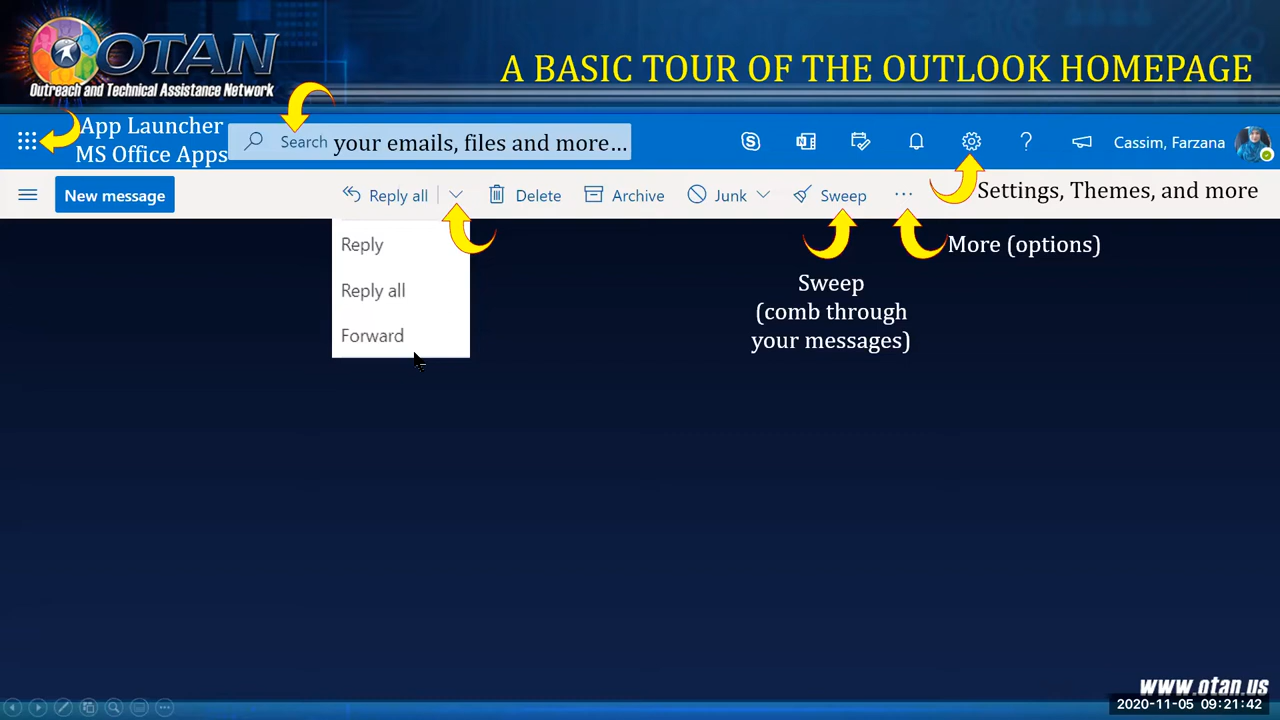 OTAN
Outreach and Technical Assistance Network
A BASIC TOUR OF THE OUTLOOK HOMEPAGE
App Launcher
MS Office Apps
Search your emails, files and more...
Cassim, Farzana
New message
Reply all
Delete
Archive
Junk
Sweep
Settings, Themes, and more
Reply
Reply all
Forward
More (options)
Sweep
(comb through
your messages)
www.otan.us
2020-11-05 09:21:42